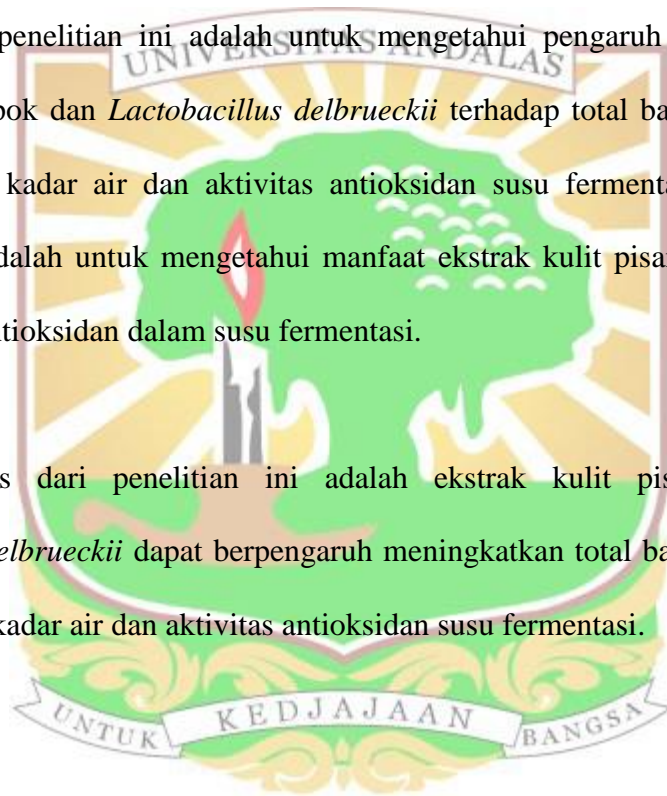 penelitian ini adalah untuk mengetahui pengaruh
UNIVERSITAS ANDALAS
pok dan Lactobacillus delbrueckii terhadap total ba
kadar air dan aktivitas antioksidan susu fermenta
dalah untuk mengetahui manfaat ekstrak kulit pisa
ntioksidan dalam susu fermentasi.
s dari penelitian ini adalah ekstrak kulit pis
elbrueckii dapat berpengaruh meningkatkan total ba
kadar air dan aktivitas antioksidan susu fermentasi.
UNTUK KEDJAJAAN BANGSA